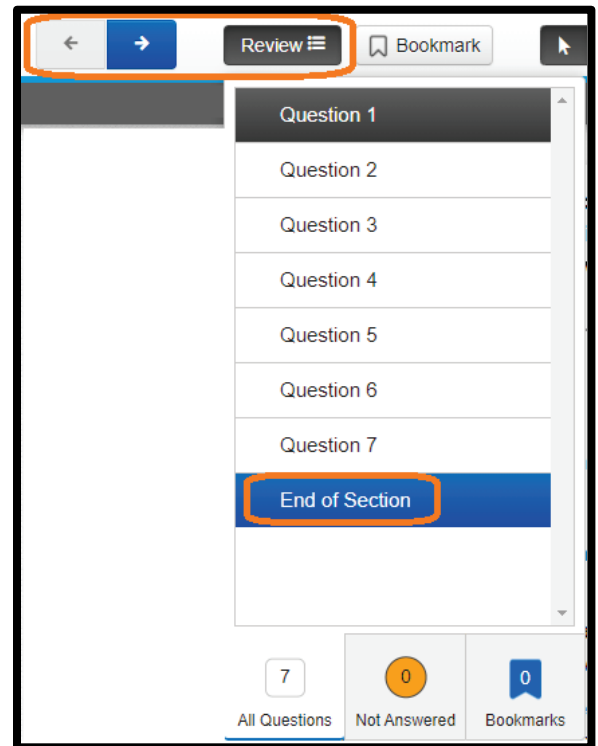 Review Bookmark
Question 1
Question 2
Question 3
Question 4
Question 5
Question 6
Question 7
End of Section
7 0 0
All Questions Not Answered Bookmarks